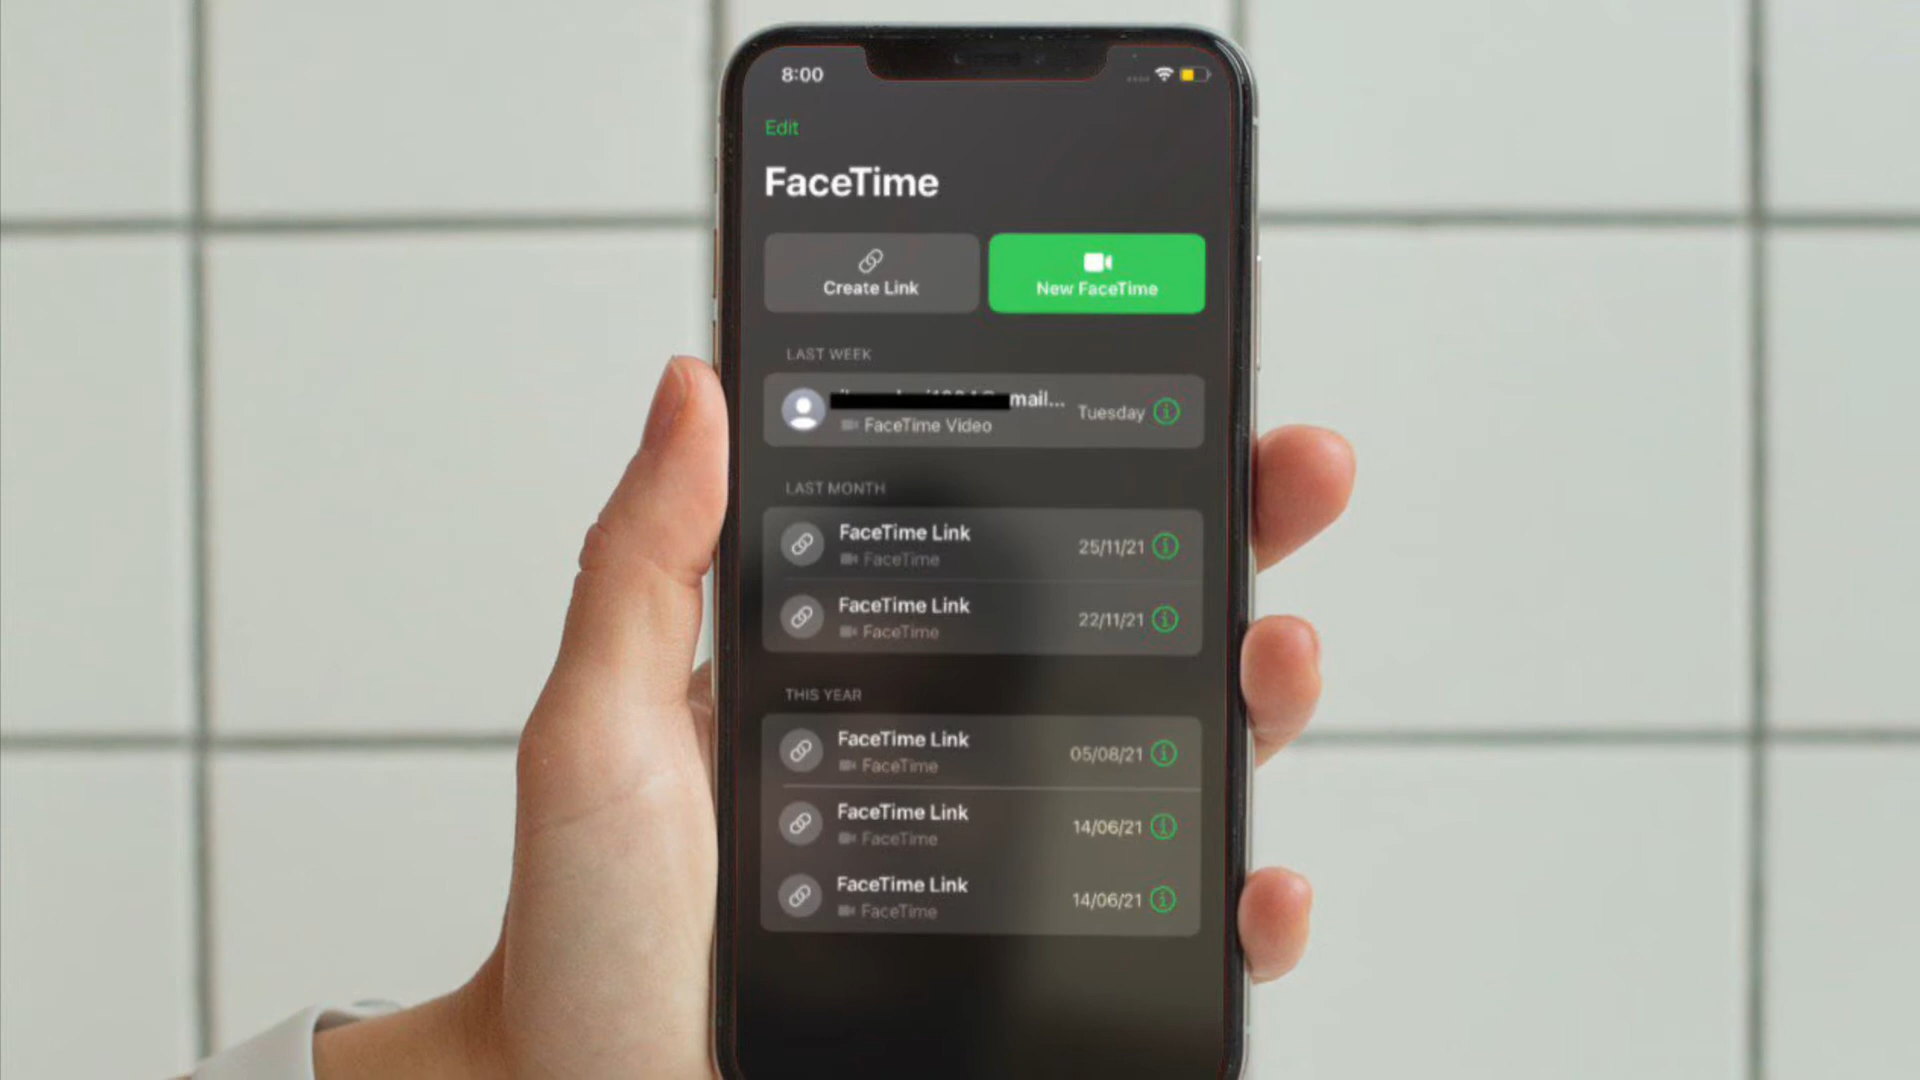 8:00
Edit
FaceTime
Create Link
New FaceTime
LAST WEEK
mail... Tuesday
FaceTime Video
LAST MONTH
FaceTime Link
FaceTime
25/11/21
FaceTime Link
FaceTime
22/11/21
THIS YEAR
FaceTime Link
FaceTime
05/08/21
FaceTime Link
FaceTime
14/06/21
FaceTime Link
FaceTime
14/06/21